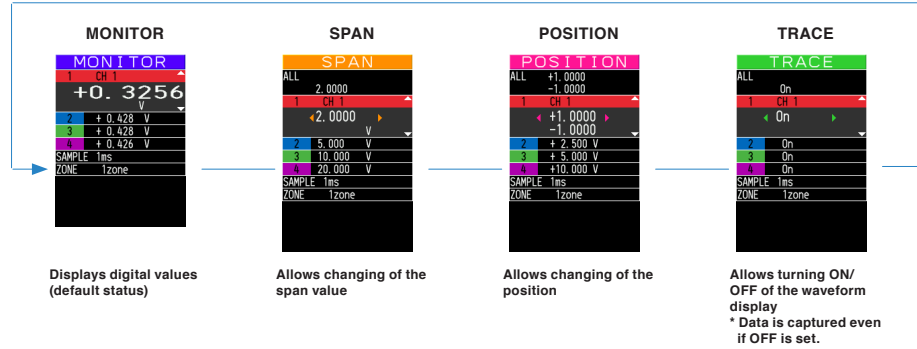 MONITOR
MONITOR
1 CH 1
+0. 3256
V
2 + 0.428 V
3 + 0.428 V
4 + 0.426 V
SAMPLE 1ms
ZONE 1zone
Displays digital values
(default status)
SPAN
SPAN
ALL
2.0000
1 CH 1
2.0000
V
2 5.000 V
3 10.000 V
4 20.000 V
SAMPLE 1ms
ZONE 1zone
Allows changing of the
span value
POSITION
POSITION
ALL +1.0000
-1.0000
1 CH 1
+1.0000
-1.0000
2 + 2.500 V
3 + 5.000 V
4 +10.000 V
SAMPLE 1ms
ZONE 1zone
Allows changing of the
position
TRACE
TRACE
ALL
On
1 CH 1
On
2 On
3 On
4 On
SAMPLE 1ms
ZONE 1zone
Allows turning ON/
OFF of the waveform
display
* Data is captured even
if OFF is set.